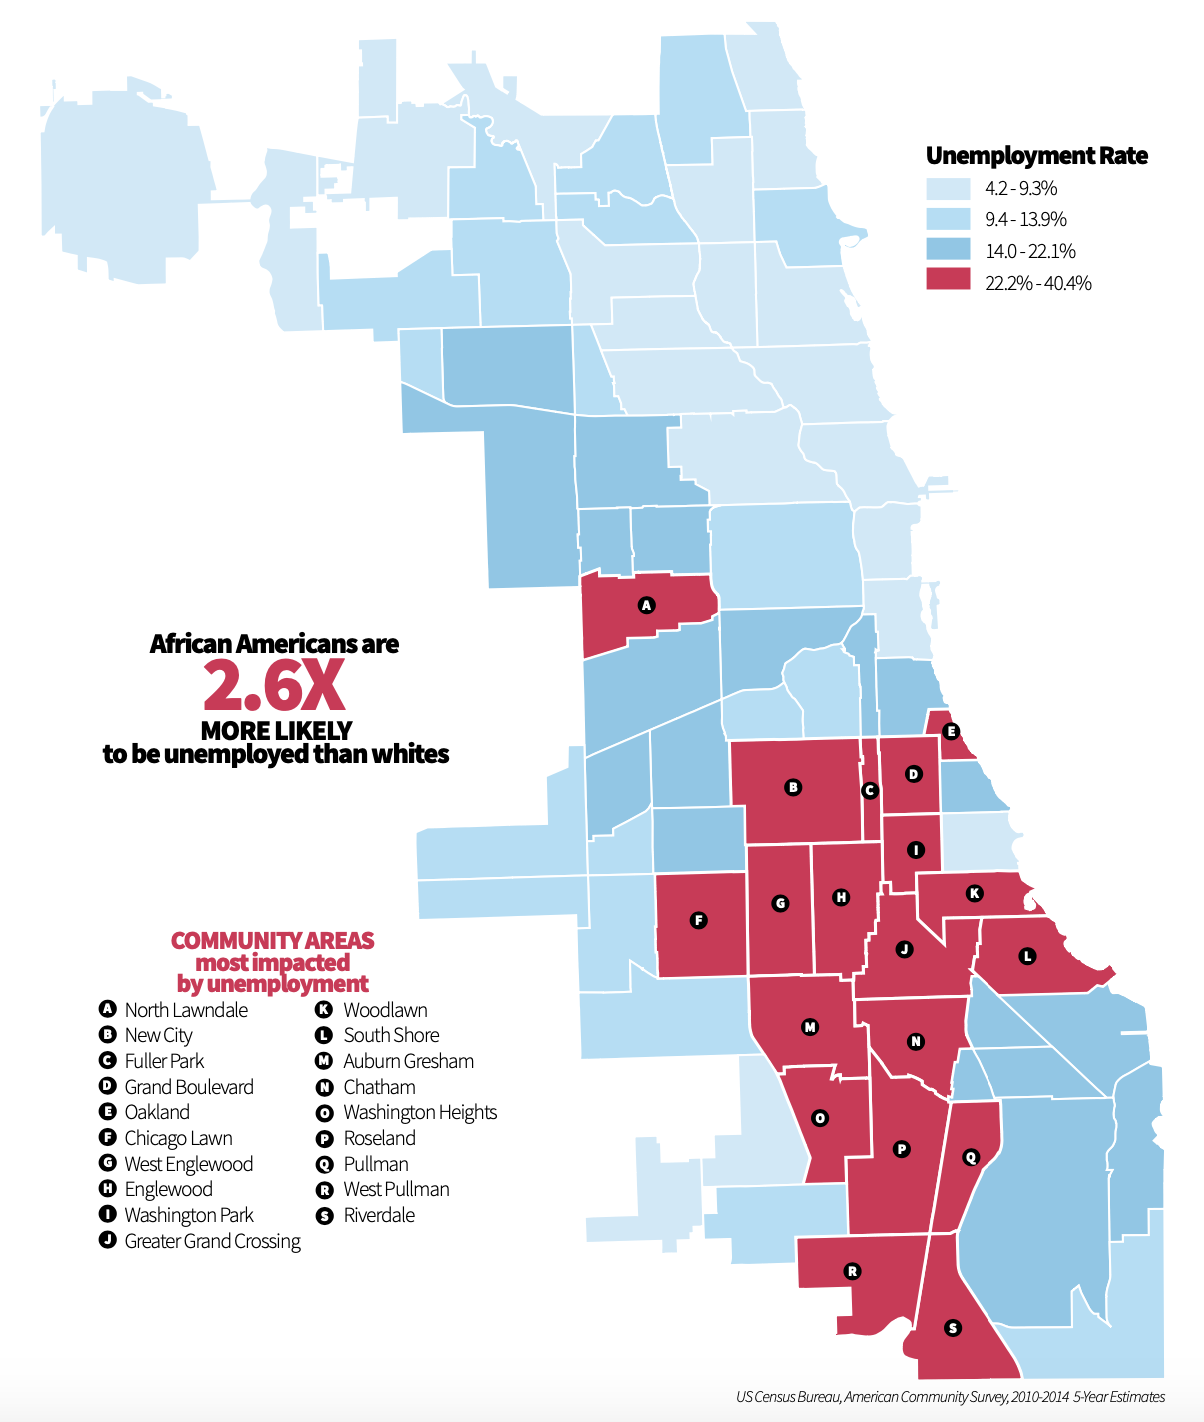 Unemployment Rate
4.2 - 9.3%
9.4 - 13.9%
14.0 - 22.1%
22.2% - 40.4%
A
African Americans are
2.6X
MORE LIKELY
to be unemployed than whites
E
B
C
D
I
F
G
H
K
J
L
M
N
O
P
Q
R
S
COMMUNITY AREAS
most impacted
by unemployment
A North Lawndale
B New City
C Fuller Park
D Grand Boulevard
E Oakland
F Chicago Lawn
G West Englewood
H Englewood
I Washington Park
J Greater Grand Crossing
K Woodlawn
L South Shore
M Auburn Gresham
N Chatham
O Washington Heights
P Roseland
Q Pullman
R West Pullman
S Riverdale
US Census Bureau, American Community Survey, 2010-2014 5-Year Estimates